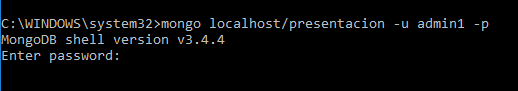 C:\WINDOWS\system32>mongo localhost/presentacion -u admin1 -p
MongoDB shell version v3.4.4
Enter password: